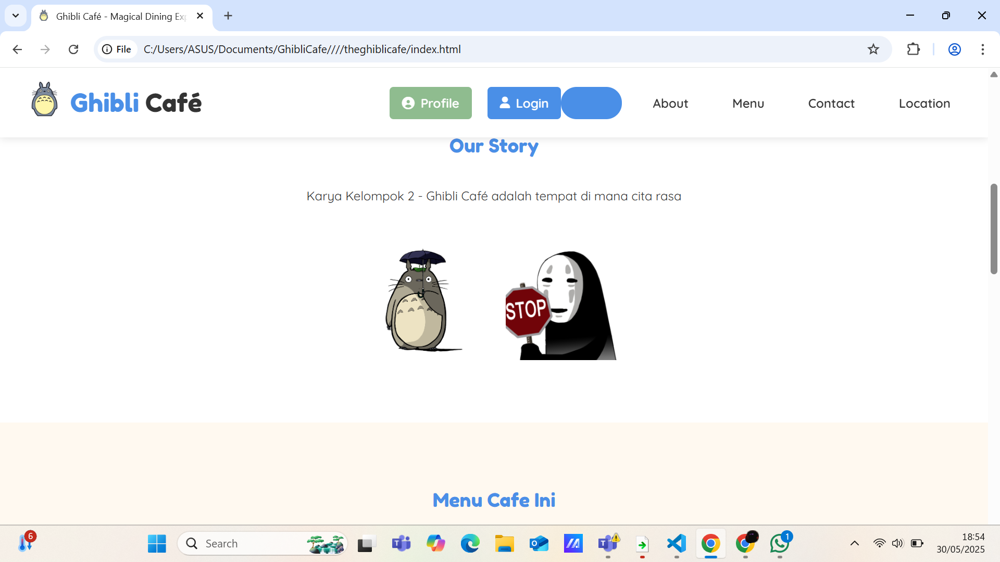 Ghibli Café - Magical Dining Exp
File
C:/Users/ASUS/Documents/GhibliCafe////theghiblicafe/index.html
Ghibli Café
Profile
Login
About
Menu
Contact
Location
Our Story
Karya Kelompok 2 - Ghibli Café adalah tempat di mana cita rasa
STOP
Menu Cafe Ini
6
Search
1
18:54
30/05/2025